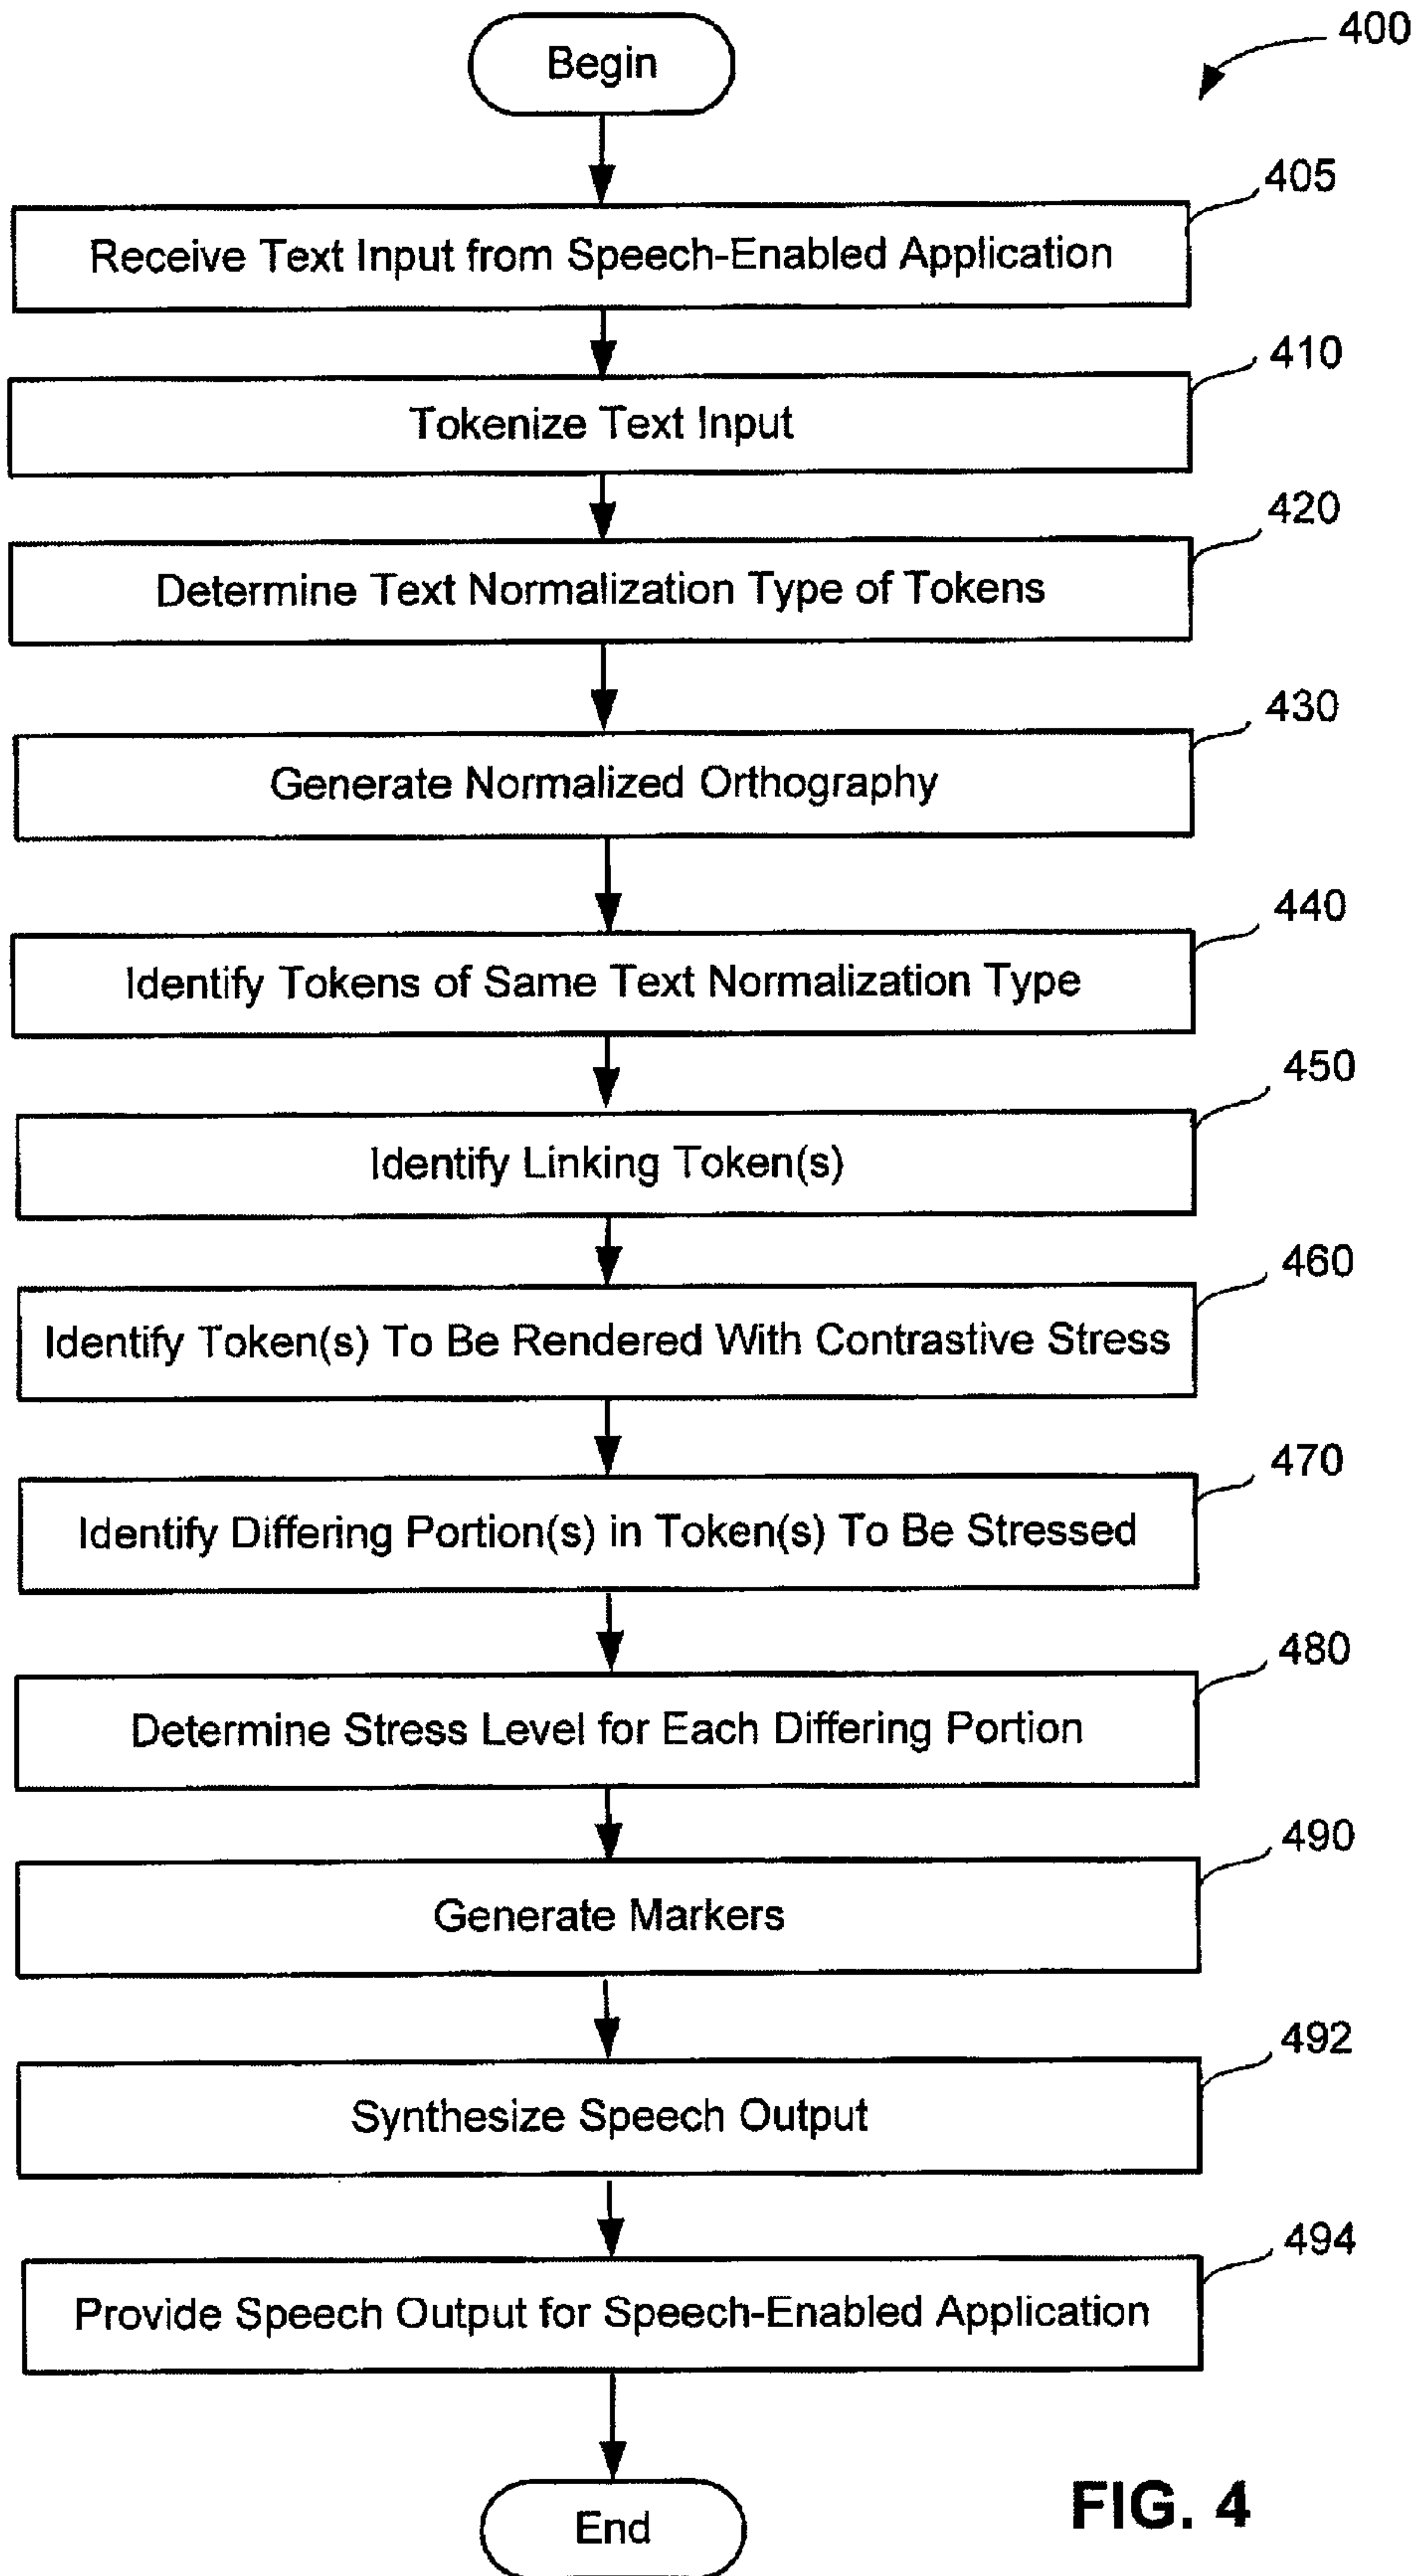 400
Begin
405
Receive Text Input from Speech-Enabled Application
410
Tokenize Text Input
420
Determine Text Normalization Type of Tokens
430
Generate Normalized Orthography
440
Identify Tokens of Same Text Normalization Type
450
Identify Linking Token(s)
460
Identify Token(s) To Be Rendered With Contrastive Stress
470
Identify Differing Portion(s) in Token(s) To Be Stressed
480
Determine Stress Level for Each Differing Portion
490
Generate Markers
492
Synthesize Speech Output
494
Provide Speech Output for Speech-Enabled Application
End
FIG. 4